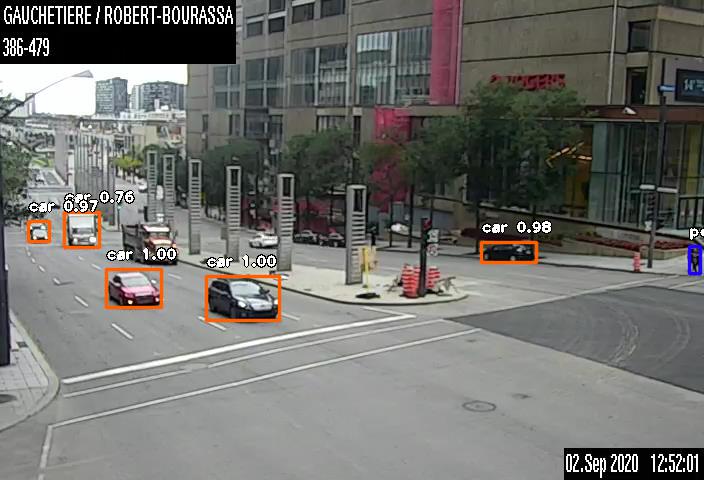 GAUCHETIERE / ROBERT-BOURASSA
386-479
car 0.97
car 0.76
car 1.00
car 1.00
car 0.98
pe
02.Sep 2020 12:52:01